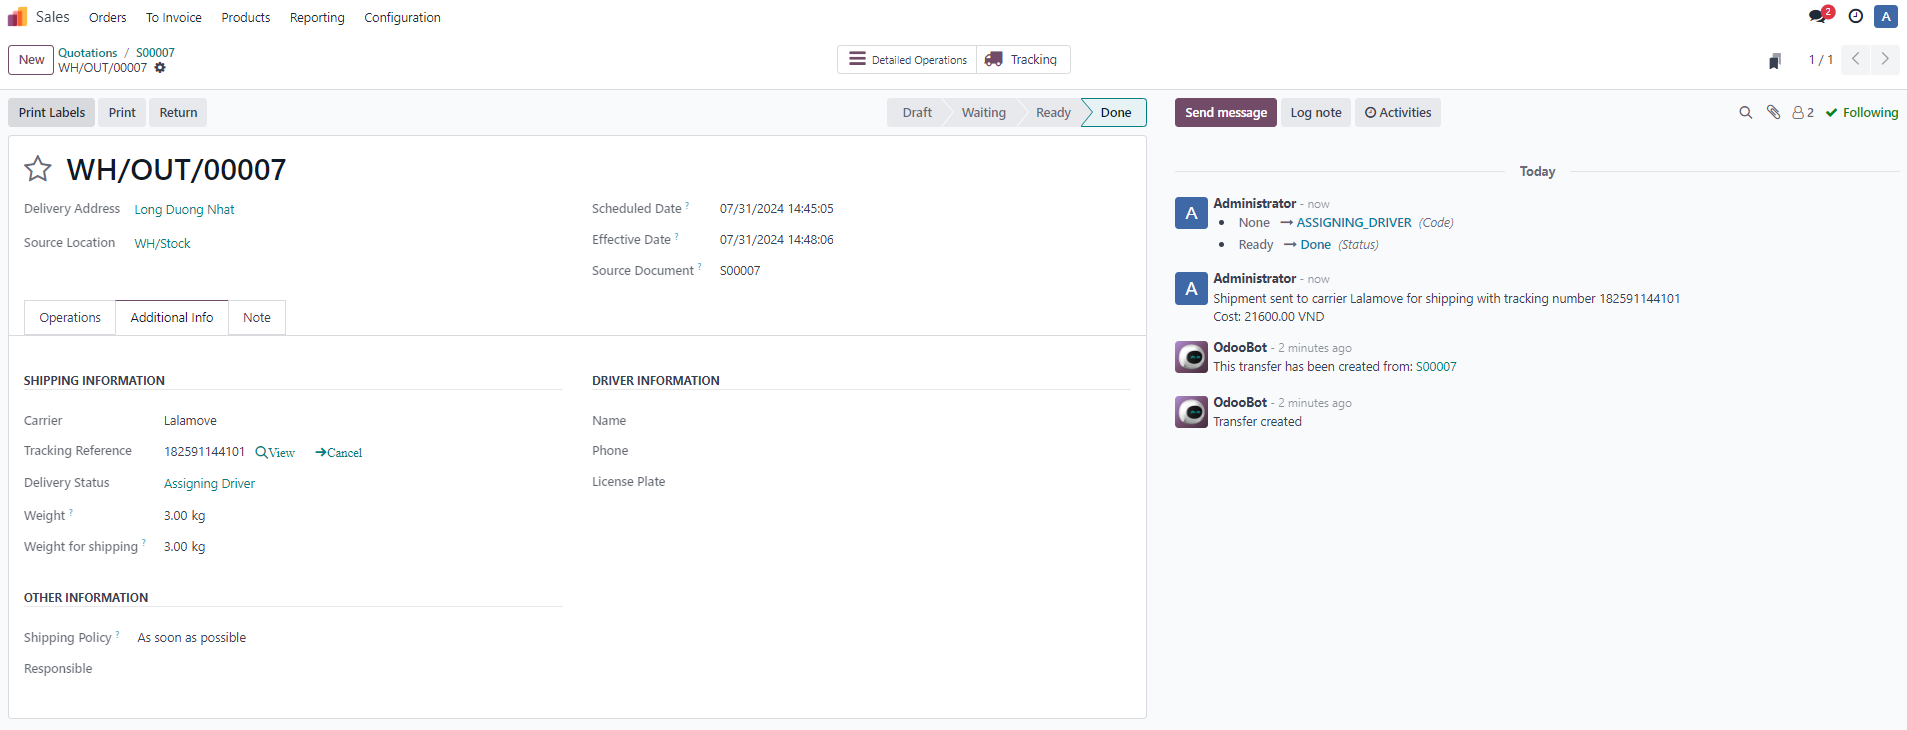 Sales Orders To Invoice Products Reporting Configuration 2 A
New Quotations / S00007
WH/OUT/00007
Detailed Operations Tracking
1 / 1
Print Labels Print Return
Draft Waiting Ready Done
Send message Log note Activities 2 Following
WH/OUT/00007
Delivery Address Long Duong Nhat
Source Location WH/Stock
Scheduled Date ? 07/31/2024 14:45:05
Effective Date ? 07/31/2024 14:48:06
Source Document ? S00007
Operations Additional Info Note
SHIPPING INFORMATION
Carrier Lalamove
Tracking Reference 182591144101 View Cancel
Delivery Status Assigning Driver
Weight ? 3.00 kg
Weight for shipping ? 3.00 kg
DRIVER INFORMATION
Name
Phone
License Plate
OTHER INFORMATION
Shipping Policy ? As soon as possible
Responsible
Today
A Administrator - now
• None → ASSIGNING_DRIVER (Code)
• Ready → Done (Status)
A Administrator - now
Shipment sent to carrier Lalamove for shipping with tracking number 182591144101
Cost: 21600.00 VND
OdooBot - 2 minutes ago
This transfer has been created from: S00007
OdooBot - 2 minutes ago
Transfer created